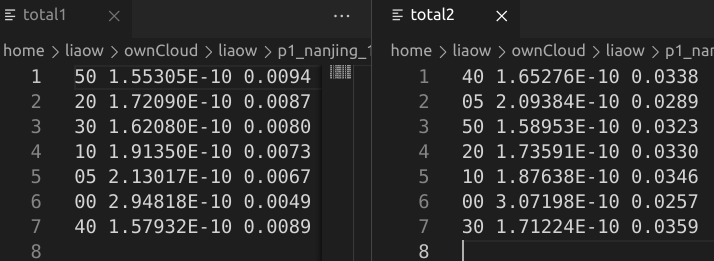 total1
···
home > liaow > ownCloud > liaow > p1_nanjing_1
1 50 1.55305E-10 0.0094
2 20 1.72090E-10 0.0087
3 30 1.62080E-10 0.0080
4 10 1.91350E-10 0.0073
5 05 2.13017E-10 0.0067
6 00 2.94818E-10 0.0049
7 40 1.57932E-10 0.0089
8
total2
home > liaow > ownCloud > liaow > p1_nan
1 40 1.65276E-10 0.0338
2 05 2.09384E-10 0.0289
3 50 1.58953E-10 0.0323
4 20 1.73591E-10 0.0330
5 10 1.87638E-10 0.0346
6 00 3.07198E-10 0.0257
7 30 1.71224E-10 0.0359
8